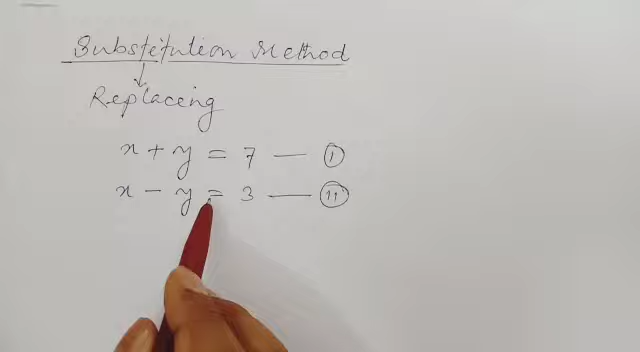 Substitution Method
↓
Replacing
x + y = 7 — (i)
x - y = 3 — (ii)